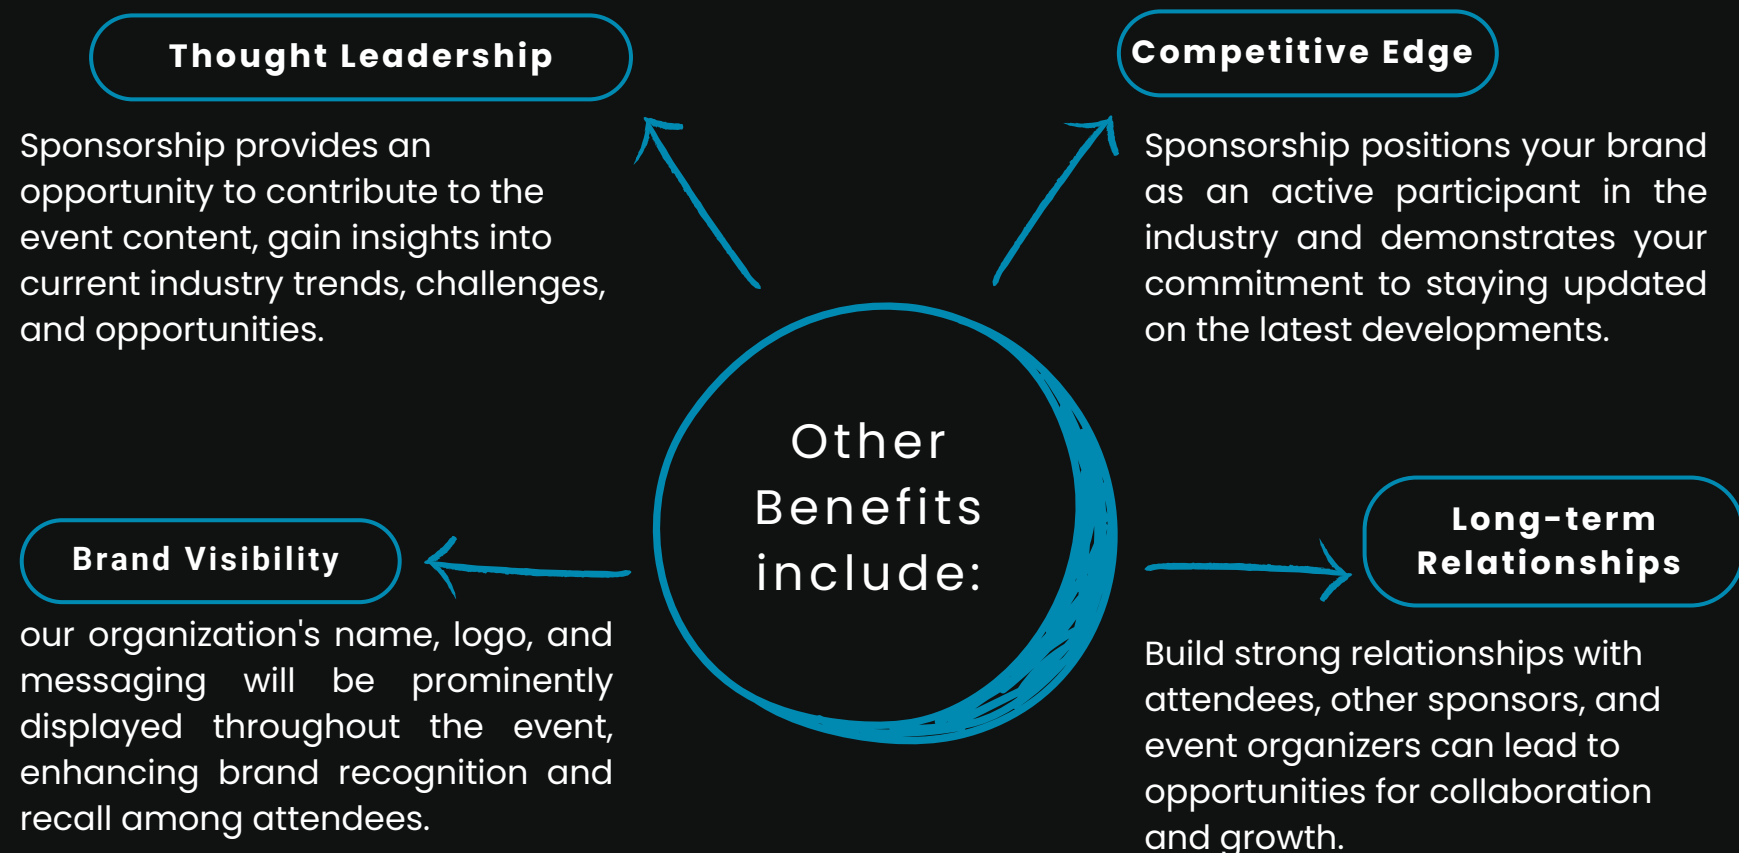 Thought Leadership
Sponsorship provides an
opportunity to contribute to the
event content, gain insights into
current industry trends, challenges,
and opportunities.
Competitive Edge
Sponsorship positions your brand
as an active participant in the
industry and demonstrates your
commitment to staying updated
on the latest developments.
Other
Benefits
include:
Brand Visibility
our organization's name, logo, and
messaging will be prominently
displayed throughout the event,
enhancing brand recognition and
recall among attendees.
Long-term
Relationships
Build strong relationships with
attendees, other sponsors, and
event organizers can lead to
opportunities for collaboration
and growth.